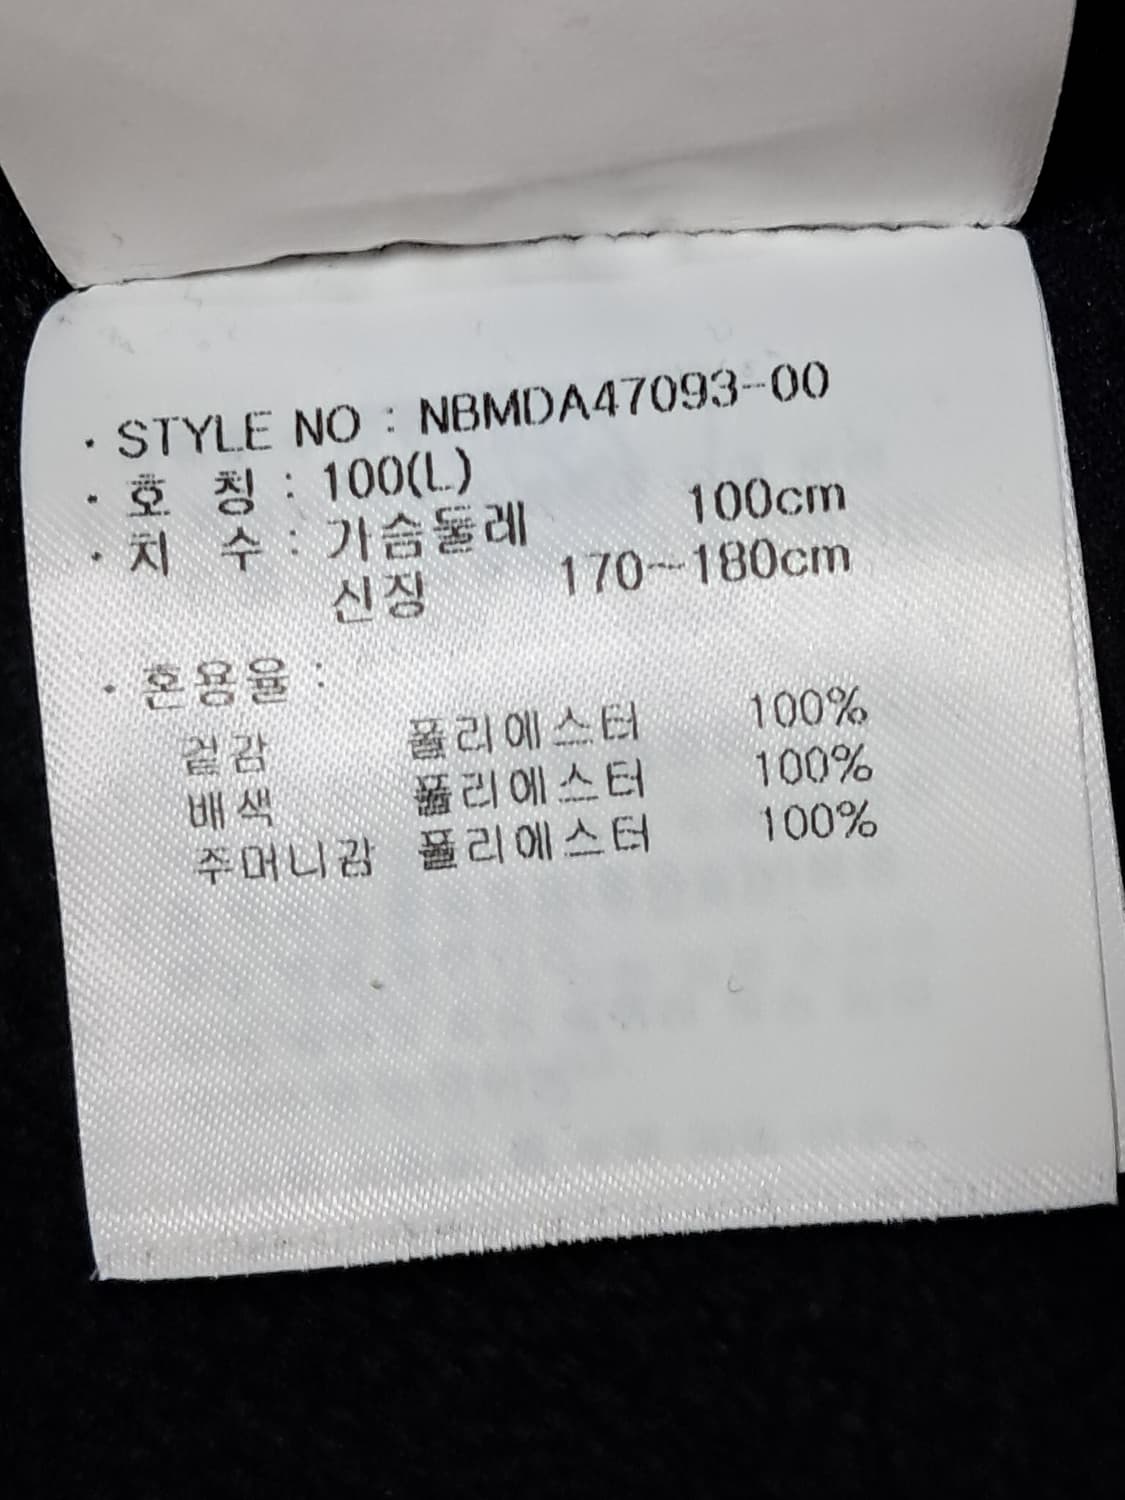 · STYLE NO : NBMDA47093-00
· 호 칭 : 100(L)
· 치 수 : 가슴둘레 100cm
신장 170~180cm
· 혼용율 :
겉감 폴리에스터 100%
배색 폴리에스터 100%
주머니감 폴리에스터 100%